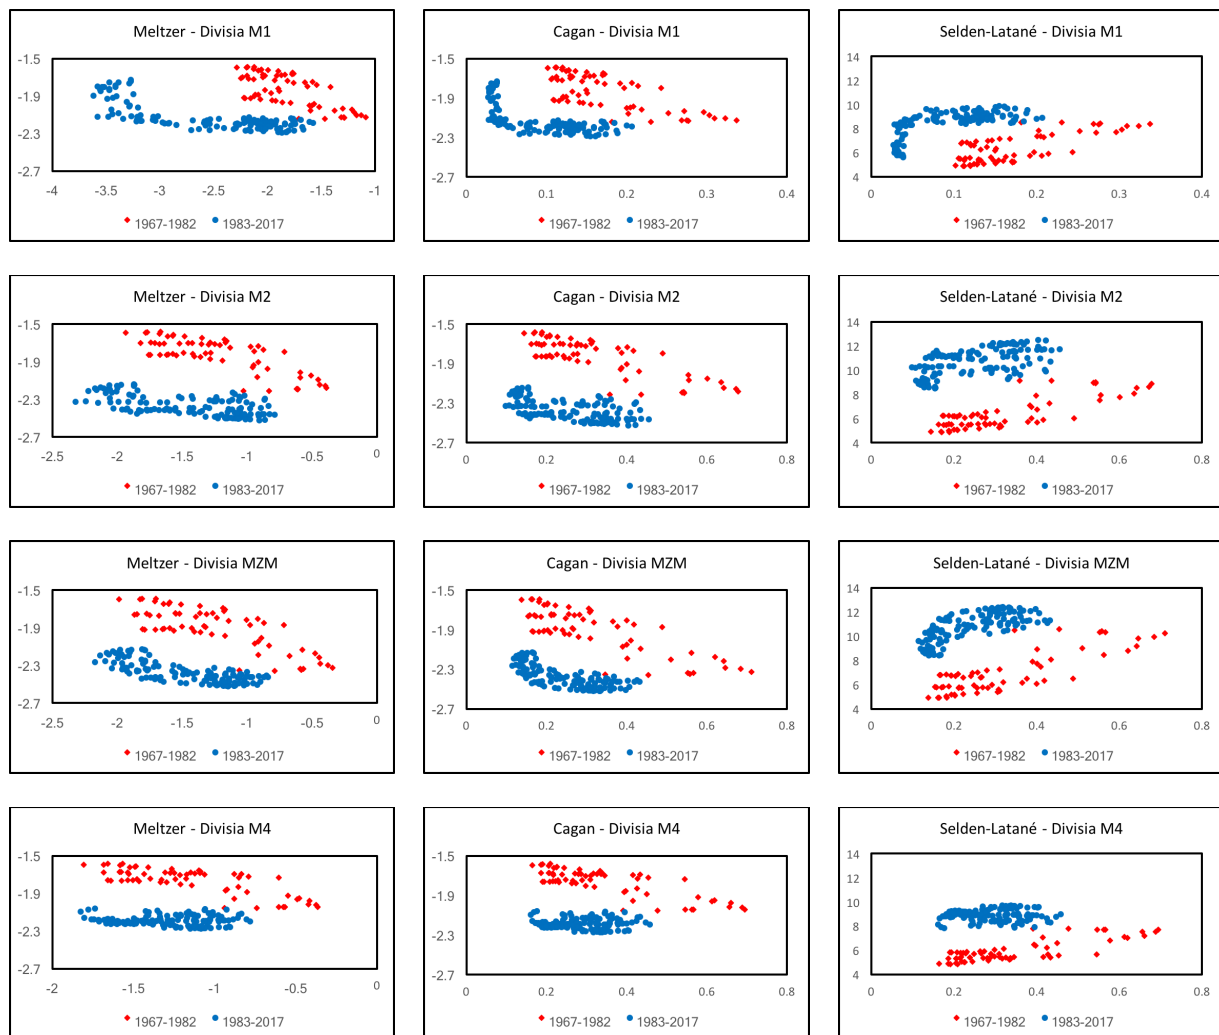 Meltzer - Divisia M1
-1.5
-1.9
-2.3
-2.7
-4 -3.5 -3 -2.5 -2 -1.5 -1
1967-1982 1983-2017
Cagan - Divisia M1
-1.5
-1.9
-2.3
-2.7
0 0.1 0.2 0.3 0.4
1967-1982 1983-2017
Selden-Latané - Divisia M1
14
12
10
8
6
4
0 0.1 0.2 0.3 0.4
1967-1982 1983-2017
Meltzer - Divisia M2
-1.5
-1.9
-2.3
-2.7
-2.5 -2 -1.5 -1 -0.5 0
1967-1982 1983-2017
Cagan - Divisia M2
-1.5
-1.9
-2.3
-2.7
0 0.2 0.4 0.6 0.8
1967-1982 1983-2017
Selden-Latané - Divisia M2
14
12
10
8
6
4
0 0.2 0.4 0.6 0.8
1967-1982 1983-2017
Meltzer - Divisia MZM
-1.5
-1.9
-2.3
-2.7
-2.5 -2 -1.5 -1 -0.5 0
1967-1982 1983-2017
Cagan - Divisia MZM
-1.5
-1.9
-2.3
-2.7
0 0.2 0.4 0.6 0.8
1967-1982 1983-2017
Selden-Latané - Divisia MZM
14
12
10
8
6
4
0 0.2 0.4 0.6 0.8
1967-1982 1983-2017
Meltzer - Divisia M4
-1.5
-1.9
-2.3
-2.7
-2 -1.5 -1 -0.5 0
1967-1982 1983-2017
Cagan - Divisia M4
-1.5
-1.9
-2.3
-2.7
0 0.2 0.4 0.6 0.8
1967-1982 1983-2017
Selden-Latané - Divisia M4
14
12
10
8
6
4
0 0.2 0.4 0.6 0.8
1967-1982 1983-2017